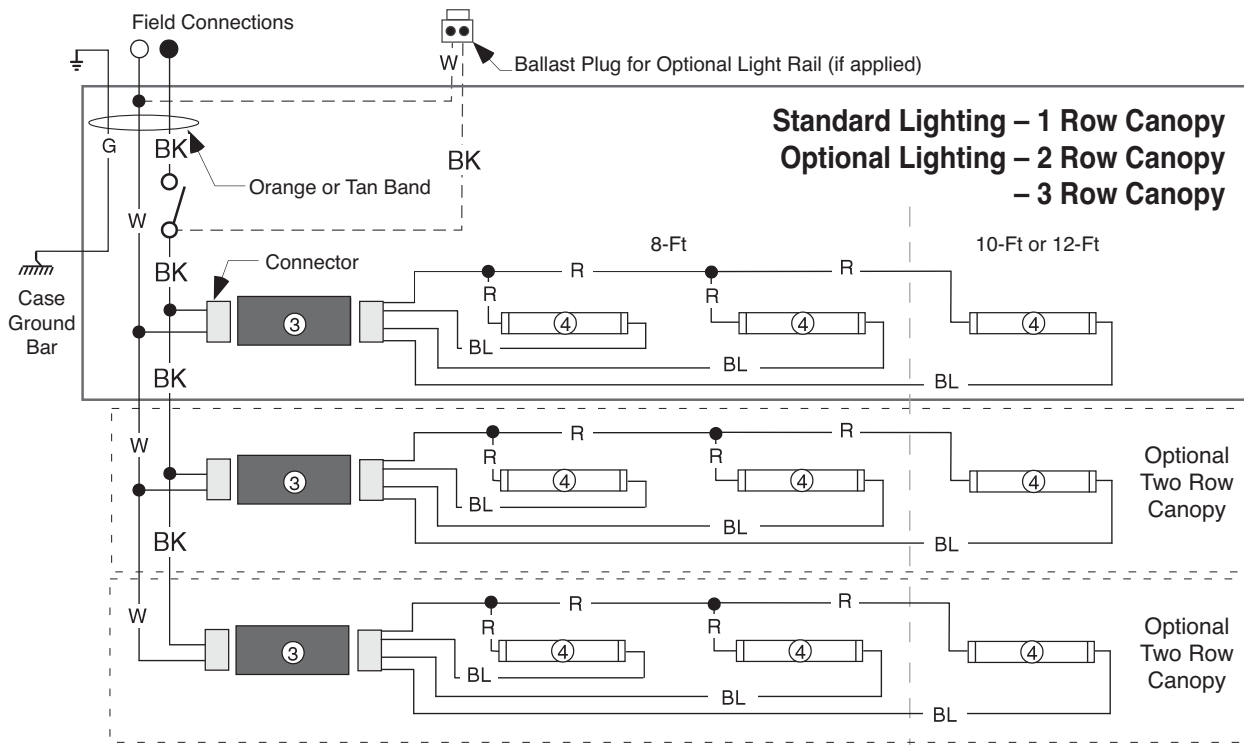 Field Connections
W
Ballast Plug for Optional Light Rail (if applied)
Standard Lighting – 1 Row Canopy
Optional Lighting – 2 Row Canopy
– 3 Row Canopy
G
BK
BK
Orange or Tan Band
W
8-Ft
10-Ft or 12-Ft
BK
Connector
R
R
Case
Ground
Bar
R
R
3
4
4
4
BL
BL
BL
BK
W
R
R
R
R
3
4
4
4
BL
BL
BL
Optional
Two Row
Canopy
BK
W
R
R
R
R
3
4
4
4
BL
BL
BL
Optional
Two Row
Canopy